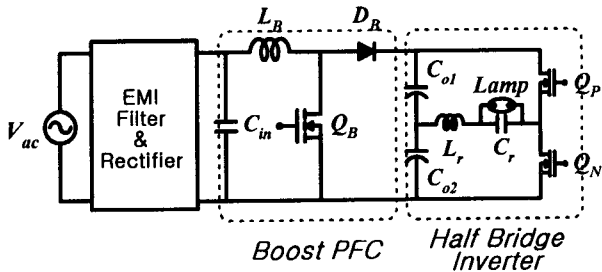 L_B
D_B
EMI
Filter
&
Rectifier
V_ac
C_in
Q_B
C_o1
Lamp
Q_P
L_r
C_r
C_o2
Q_N
Boost PFC
Half Bridge
Inverter